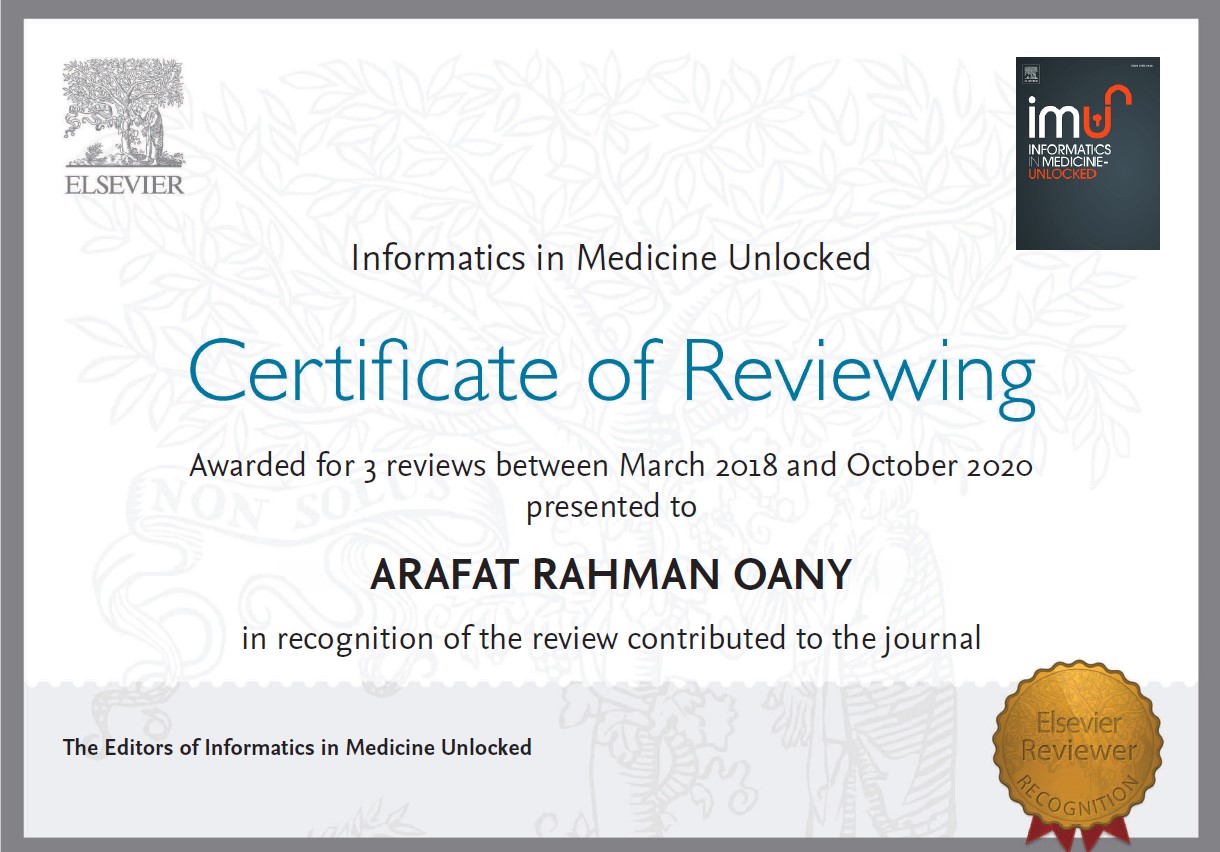 ELSEVIER
imu
INFORMATICS
IN MEDICINE-
UNLOCKED
Informatics in Medicine Unlocked
Certificate of Reviewing
Awarded for 3 reviews between March 2018 and October 2020
presented to
NON SOLUS
ARAFAT RAHMAN OANY
in recognition of the review contributed to the journal
The Editors of Informatics in Medicine Unlocked
Elsevier
Reviewer
RECOGNITION